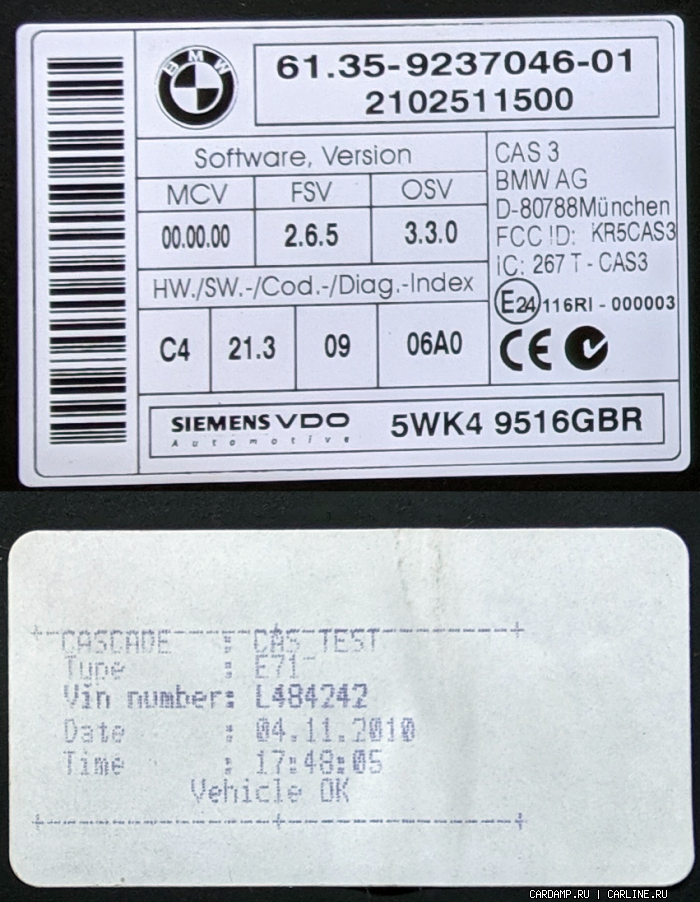 BMW
61.35-9237046-01
2102511500
Software, Version
MCV FSV OSV
00.00.00 2.6.5 3.3.0
HW./SW.-/Cod.-/Diag.-Index
C4 21.3 09 06A0
CAS 3
BMW AG
D-80788München
FCC ID: KR5CAS3
IC: 267 T - CAS3
E24 116RI - 000003
CE
SIEMENS VDO
Automotive
5WK4 9516GBR
CASCADE : CAS_TEST
Type : E71
Vin number: L484242
Date : 04.11.2010
Time : 17:48:05
Vehicle OK
CARDAMP.RU | CARLINE.RU